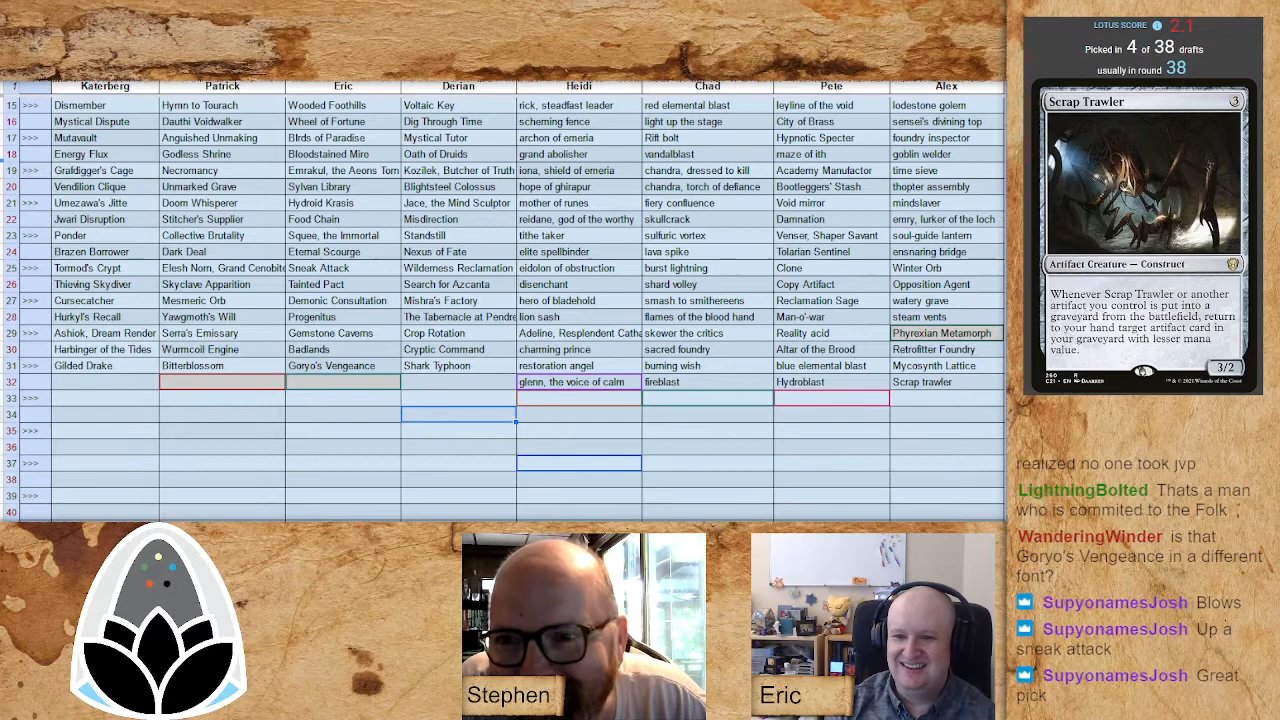 Katerberg Patrick Eric Derian Heidi Chad Pete Alex
15 >>> Dismember Hymn to Tourach Wooded Foothills Voltaic Key rick, steadfast leader red elemental blast leyline of the void lodestone golem
16 Mystical Dispute Dauthi Voidwalker Wheel of Fortune Dig Through Time scheming fence light up the stage City of Brass sensei's divining top
17 >>> Mutavault Anguished Unmaking BIrds of Paradise Mystical Tutor archon of emeria Rift bolt Hypnotic Specter foundry inspector
18 Energy Flux Godless Shrine Bloodstained Mire Oath of Druids grand abolisher vandalblast maze of ith goblin welder
19 >>> Grafdigger's Cage Necromancy Emrakul, the Aeons Torn Kozilek, Butcher of Truth iona, shield of emeria chandra, dressed to kill Academy Manufactor time sieve
20 Vendilion Clique Unmarked Grave Sylvan Library Blightsteel Colossus hope of ghirapur chandra, torch of defiance Bootleggers' Stash thopter assembly
21 >>> Umezawa's Jitte Doom Whisperer Hydroid Krasis Jace, the Mind Sculptor mother of runes fiery confluence Void mirror mindslaver
22 Jwari Disruption Stitcher's Supplier Food Chain Misdirection reidane, god of the worthy skullcrack Damnation emry, lurker of the loch
23 >>> Ponder Collective Brutality Squee, the Immortal Standstill tithe taker sulfuric vortex Venser, Shaper Savant soul-guide lantern
24 Brazen Borrower Dark Deal Eternal Scourge Nexus of Fate elite spellbinder lava spike Tolarian Sentinel ensnaring bridge
25 >>> Tormod's Crypt Elesh Norn, Grand Cenobite Sneak Attack Wilderness Reclamation eidolon of obstruction burst lightning Clone Winter Orb
26 Thieving Skydiver Skyclave Apparition Tainted Pact Search for Azcanta disenchant shard volley Copy Artifact Opposition Agent
27 >>> Cursecatcher Mesmeric Orb Demonic Consultation Mishra's Factory hero of bladehold smash to smithereens Reclamation Sage watery grave
28 Hurkyl's Recall Yawgmoth's Will Progenitus The Tabernacle at Pendre lion sash flames of the blood hand Man-o'-war steam vents
29 >>> Ashiok, Dream Render Serra's Emissary Gemstone Caverns Crop Rotation Adeline, Resplendent Catha skewer the critics Reality acid Phyrexian Metamorph
30 Harbinger of the Tides Wurmcoil Engine Badlands Cryptic Command charming prince sacred foundry Altar of the Brood Retrofitter Foundry
31 >>> Gilded Drake Bitterblossom Goryo's Vengeance Shark Typhoon restoration angel burning wish blue elemental blast Mycosynth Lattice
32 glenn, the voice of calm fireblast Hydroblast Scrap trawler
33 >>>
34
35 >>>
36
37 >>>
38
39 >>>
40
LOTUS SCORE 2.1
Picked in 4 of 38 drafts
usually in round 38
Scrap Trawler 3
Artifact Creature — Construct
Whenever Scrap Trawler or another
artifact you control is put into a
graveyard from the battlefield, return
to your hand target artifact card in
your graveyard with lesser mana
value.
3/2
260 R
C21 • EN DAARKEN ™ & © 2021 Wizards of the Coast
realized no one took jvp
LightningBolted Thats a man
who is commited to the Folk
WanderingWinder is that
Goryo's Vengeance in a different
font?
SupyonamesJosh Blows
SupyonamesJosh Up a
sneak attack
SupyonamesJosh Great
pick
Stephen
Eric